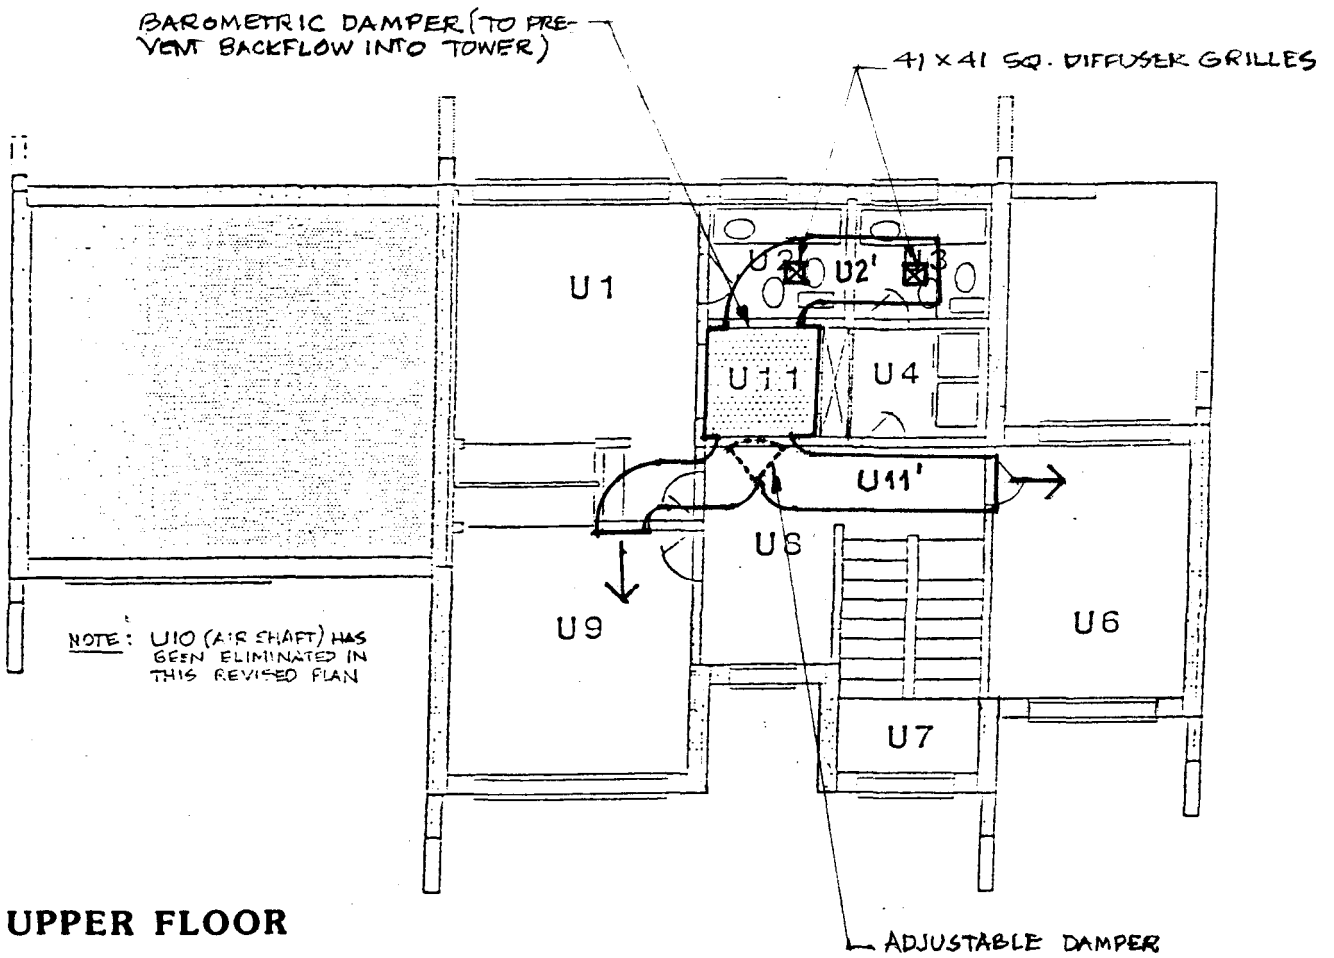 BAROMETRIC DAMPER (TO PRE-
VENT BACKFLOW INTO TOWER)
41 X 41 SQ. DIFFUSER GRILLES
U1
U2
U2'
U3
U11
U4
U11'
U8
U9
U6
U7
NOTE: U10 (AIR SHAFT) HAS
BEEN ELIMINATED IN
THIS REVISED PLAN
UPPER FLOOR
ADJUSTABLE DAMPER